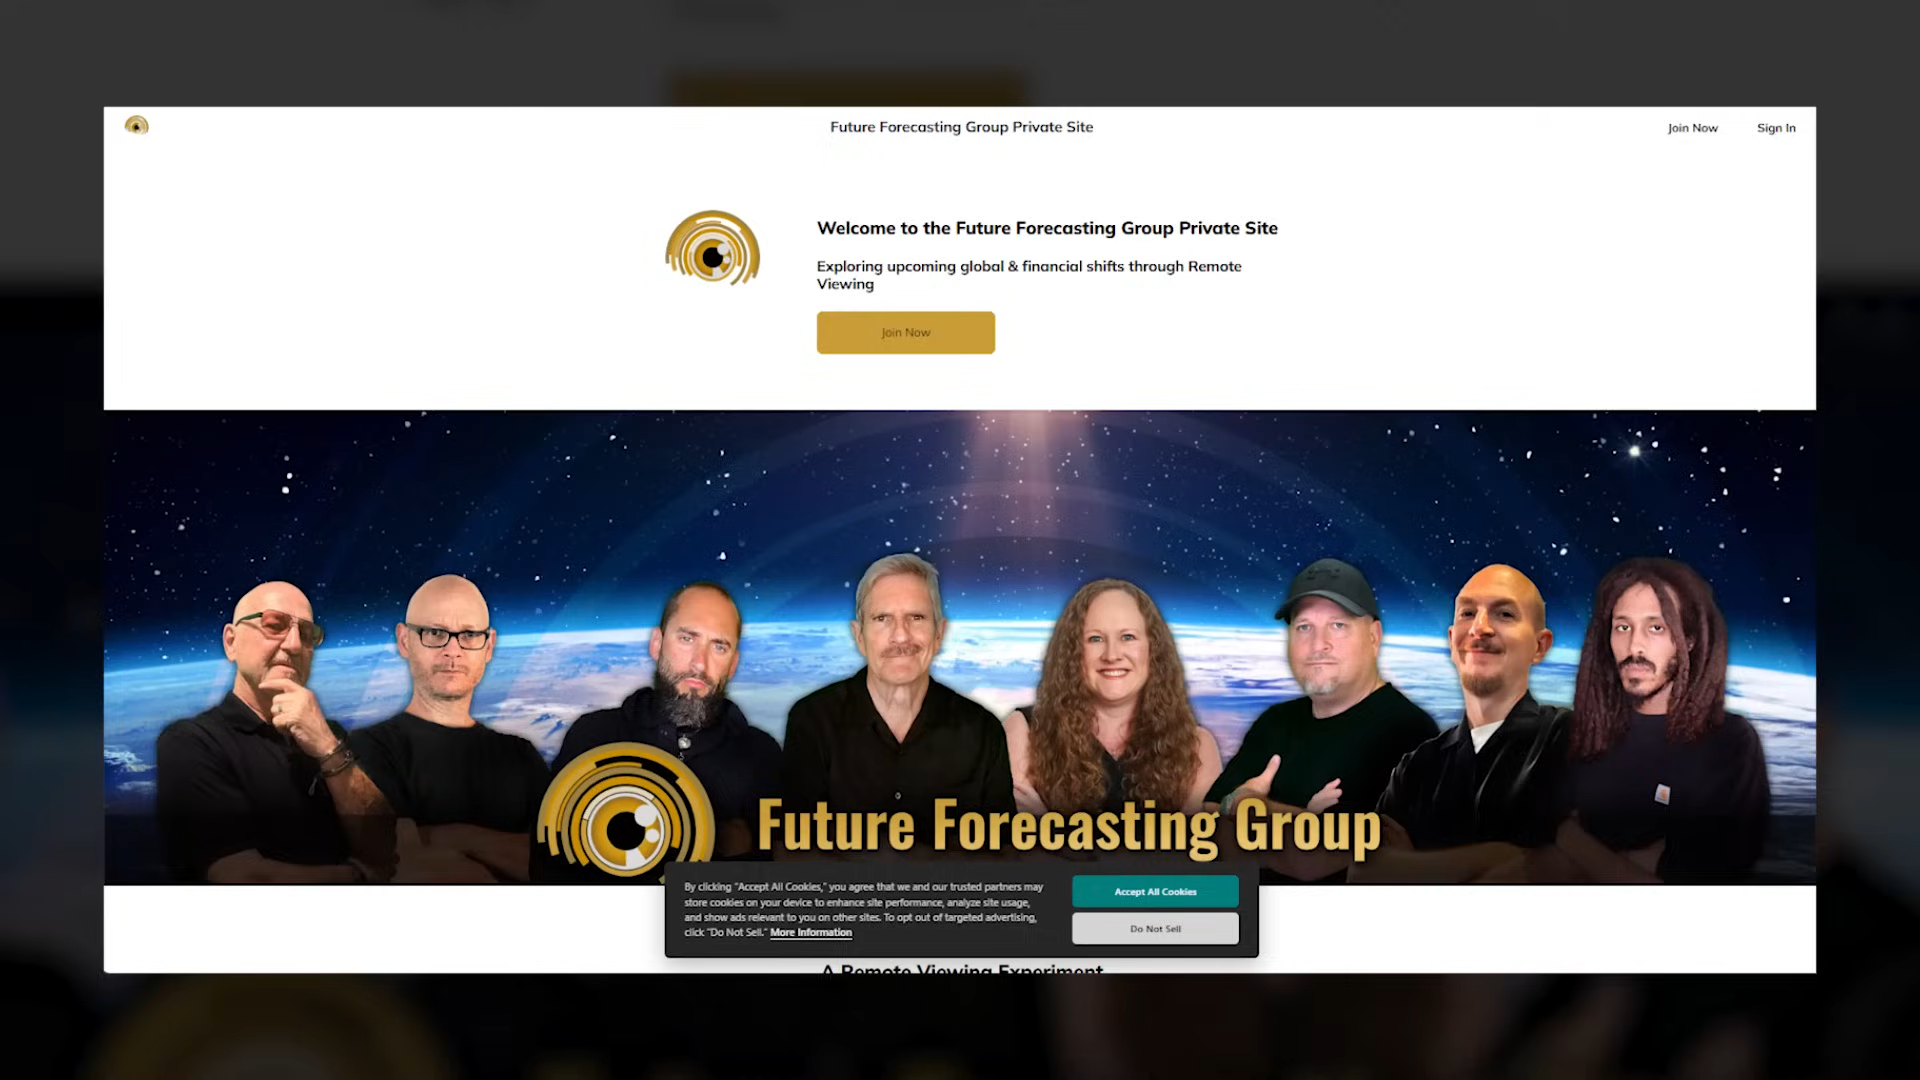 Future Forecasting Group Private Site
Join Now
Sign In
Welcome to the Future Forecasting Group Private Site
Exploring upcoming global & financial shifts through Remote
Viewing
Join Now
Future Forecasting Group
By clicking "Accept All Cookies," you agree that we and our trusted partners may
store cookies on your device to enhance site performance, analyze site usage,
and show ads relevant to you on other sites. To opt out of targeted advertising,
click "Do Not Sell." More Information
Accept All Cookies
Do Not Sell
A Remote Viewing Experiment